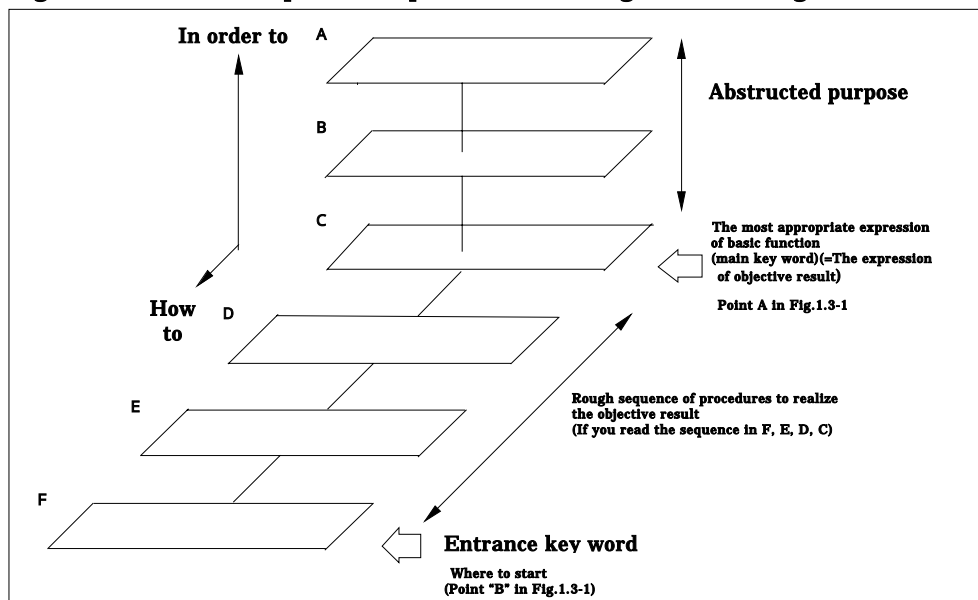 In order to
A
Abstructed purpose
B
C
The most appropriate expression
of basic function
(main key word)(=The expression
of objective result)
Point A in Fig.1.3-1
How
to
D
Rough sequence of procedures to realize
the objective result
(If you read the sequence in F, E, D, C)
E
F
Entrance key word
Where to start
(Point "B" in Fig.1.3-1)